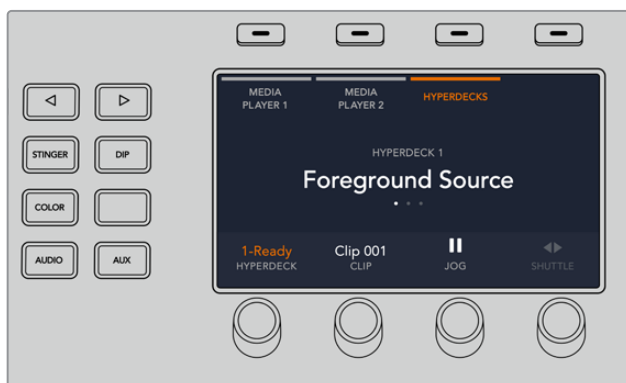 MEDIA
PLAYER 1
MEDIA
PLAYER 2
HYPERDECKS
STINGER
DIP
COLOR
AUDIO
AUX
HYPERDECK 1
Foreground Source
1-Ready
HYPERDECK
Clip 001
CLIP
JOG
SHUTTLE